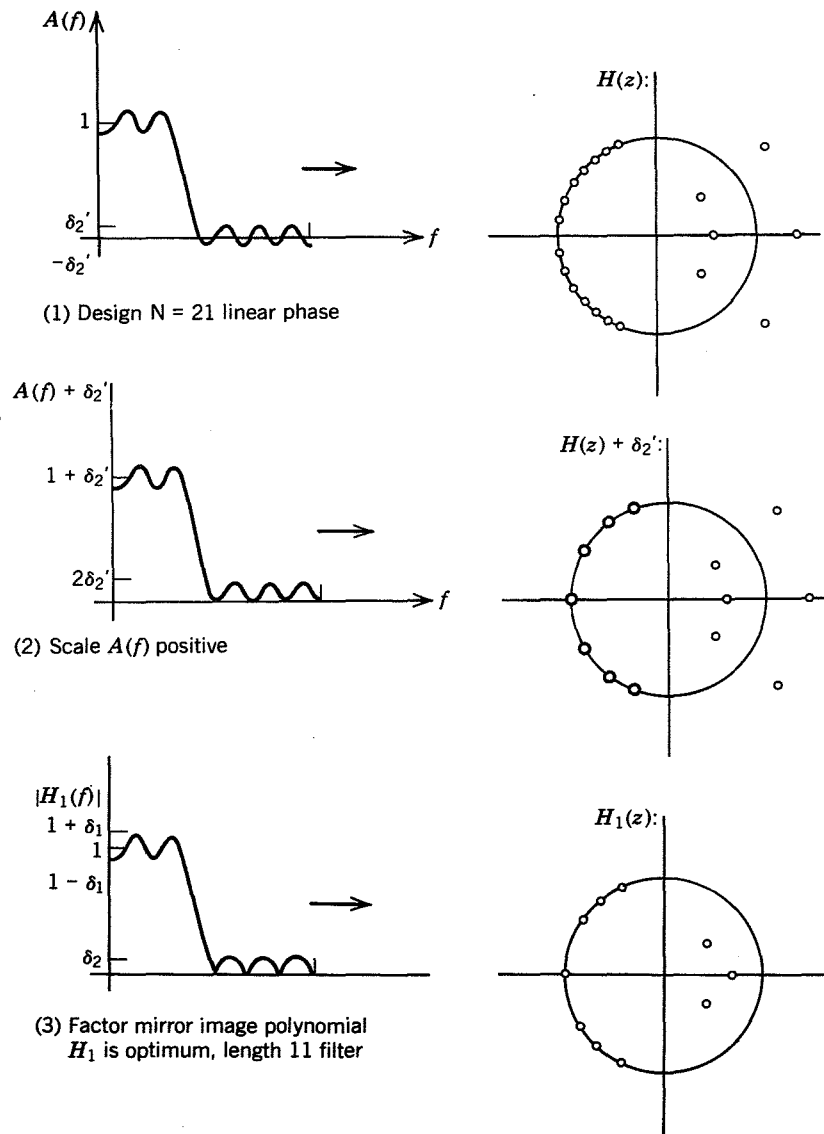 A(f)
H(z):
1
δ₂′
-δ₂′
f
(1) Design N = 21 linear phase
A(f) + δ₂′
H(z) + δ₂′:
1 + δ₂′
2δ₂′
f
(2) Scale A(f) positive
|H₁(f)|
H₁(z):
1 + δ₁
1
1 − δ₁
δ₂
(3) Factor mirror image polynomial
H₁ is optimum, length 11 filter